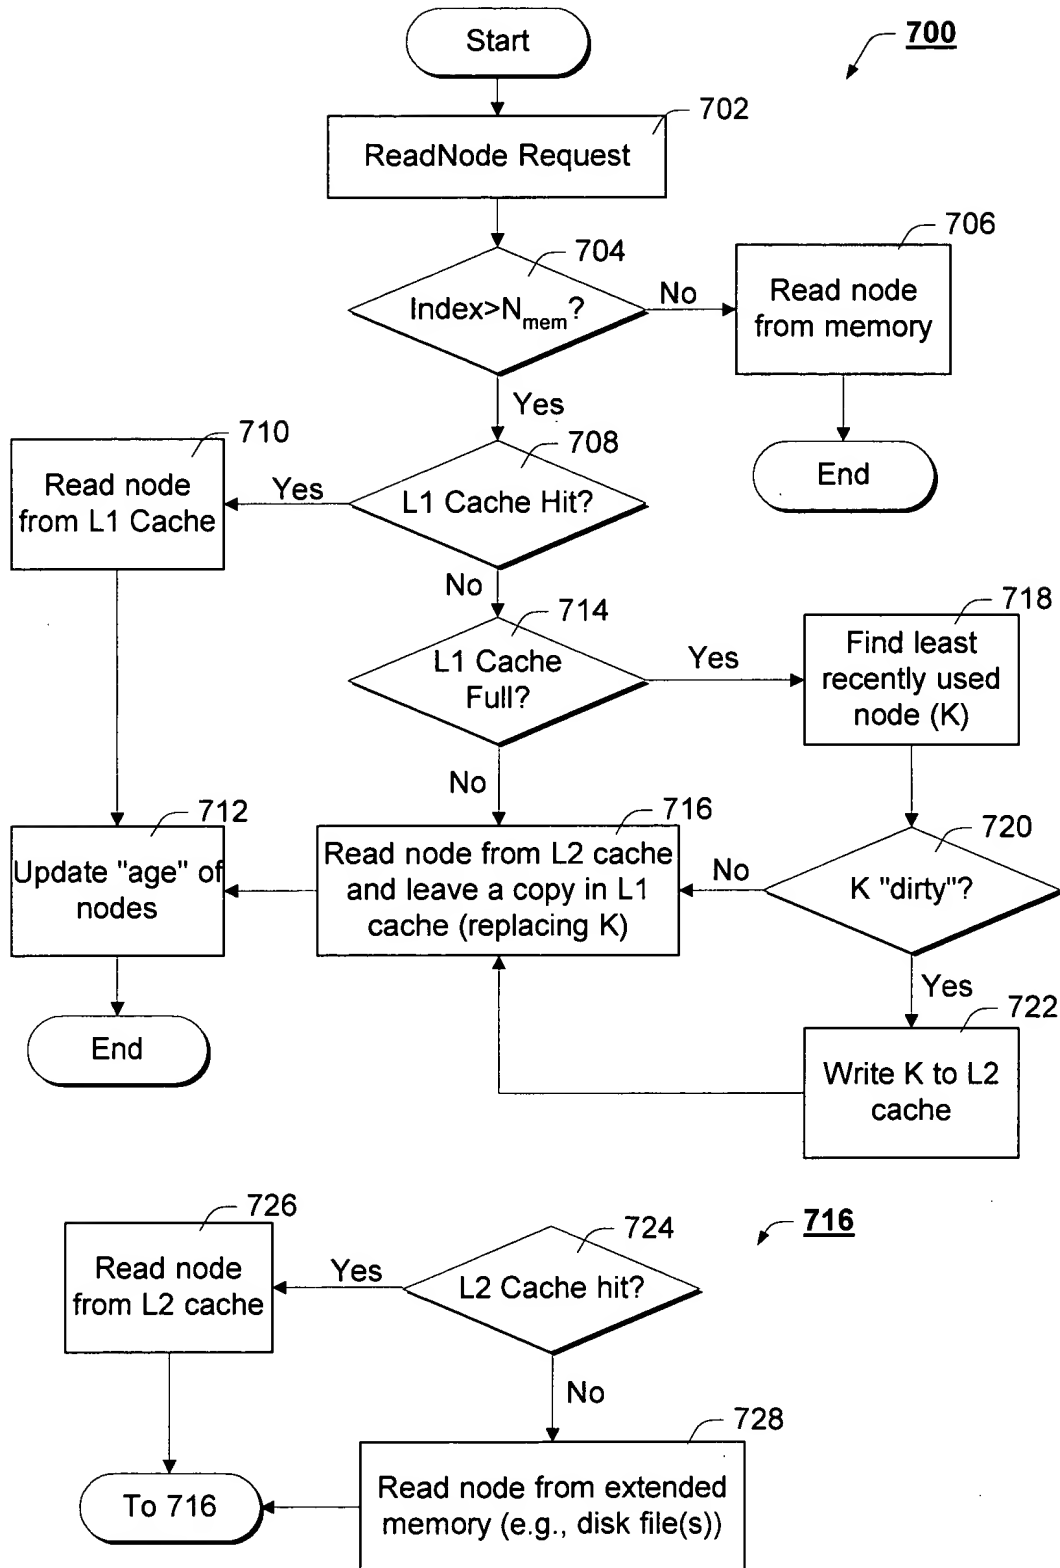 Start
700
702
ReadNode Request
704
Index>Nmem?
No
706
Read node
from memory
Yes
End
710
Read node
from L1 Cache
Yes
708
L1 Cache Hit?
No
714
L1 Cache
Full?
Yes
718
Find least
recently used
node (K)
No
712
Update "age" of
nodes
716
Read node from L2 cache
and leave a copy in L1
cache (replacing K)
No
720
K "dirty"?
Yes
End
722
Write K to L2
cache
726
Read node
from L2 cache
Yes
724
L2 Cache hit?
716
No
728
Read node from extended
memory (e.g., disk file(s))
To 716